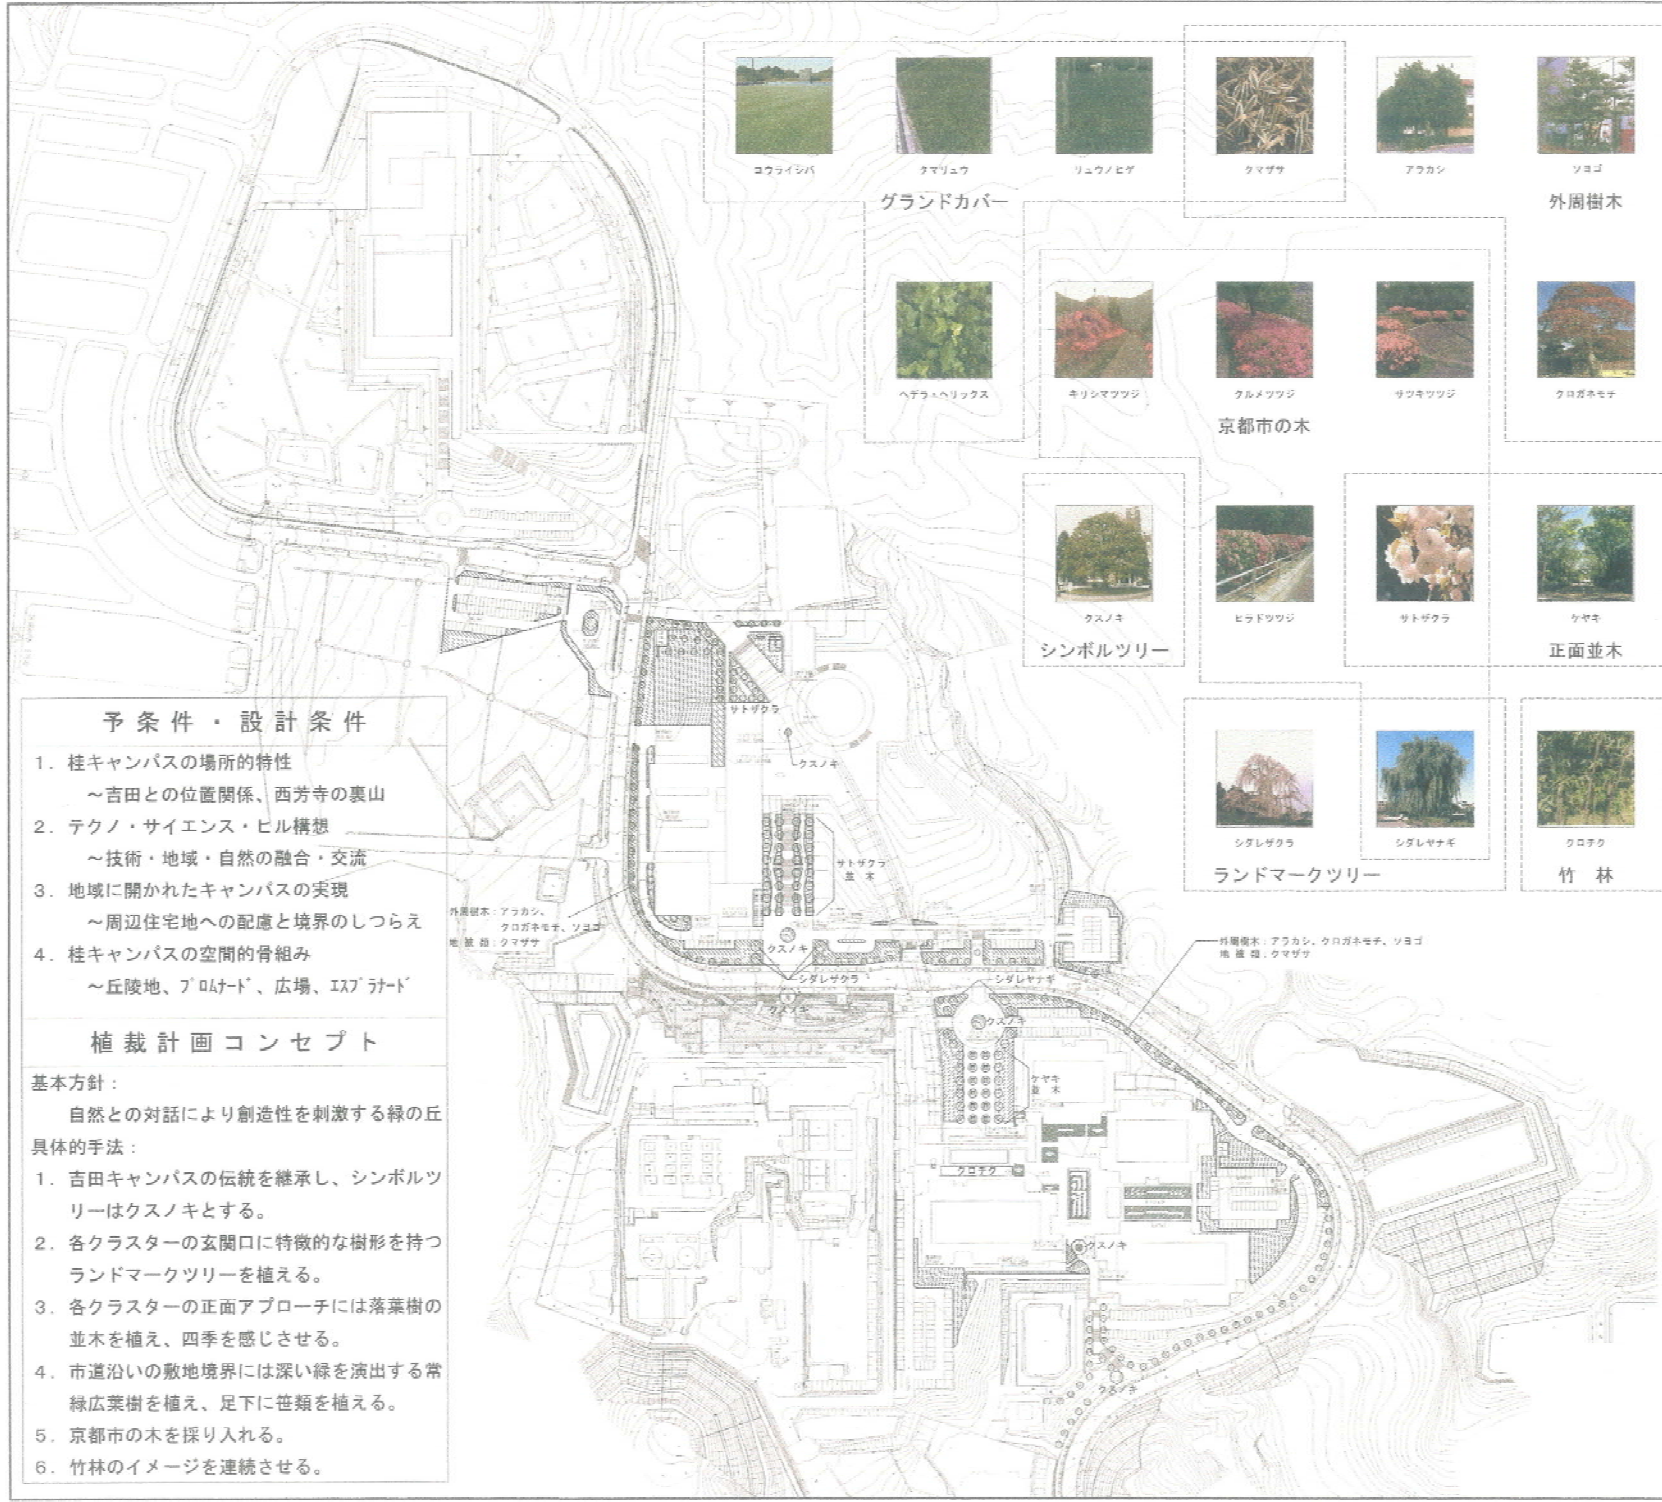 コウライシバ
タマリュウ
リュウノヒゲ
クマザサ
アラカシ
ソヨゴ
グランドカバー
外周樹木
ヘデラ・ヘリックス
キリシマツツジ
クルメツツジ
サツキツツジ
クロガネモチ
京都市の木
クスノキ
ヒラドツツジ
サトザクラ
ケヤキ
シンボルツリー
正面並木
シダレザクラ
シダレヤナギ
クロチク
ランドマークツリー
竹 林
予条件・設計条件
1. 桂キャンパスの場所的特性
～吉田との位置関係、西芳寺の裏山
2. テクノ・サイエンス・ヒル構想
～技術・地域・自然の融合・交流
3. 地域に開かれたキャンパスの実現
～周辺住宅地への配慮と境界のしつらえ
4. 桂キャンパスの空間的骨組み
～丘陵地、プロムナード、広場、エスプラナード
植裁計画コンセプト
基本方針：
自然との対話により創造性を刺激する緑の丘
具体的手法：
1. 吉田キャンパスの伝統を継承し、シンボルツ
リーはクスノキとする。
2. 各クラスターの玄関口に特徴的な樹形を持つ
ランドマークツリーを植える。
3. 各クラスターの正面アプローチには落葉樹の
並木を植え、四季を感じさせる。
4. 市道沿いの敷地境界には深い緑を演出する常
緑広葉樹を植え、足下に笹類を植える。
5. 京都市の木を採り入れる。
6. 竹林のイメージを連続させる。
サトザクラ
クスノキ
サトザクラ
並木
外周樹木：アラカシ、
クロガネモチ、ソヨゴ
地被類：クマザサ
クスノキ
シダレザクラ
シダレヤナギ
クスノキ
クスノキ
外周樹木：アラカシ、クロガネモチ、ソヨゴ
地被類：クマザサ
ケヤキ
並木
クロチク
クスノキ
クスノキ